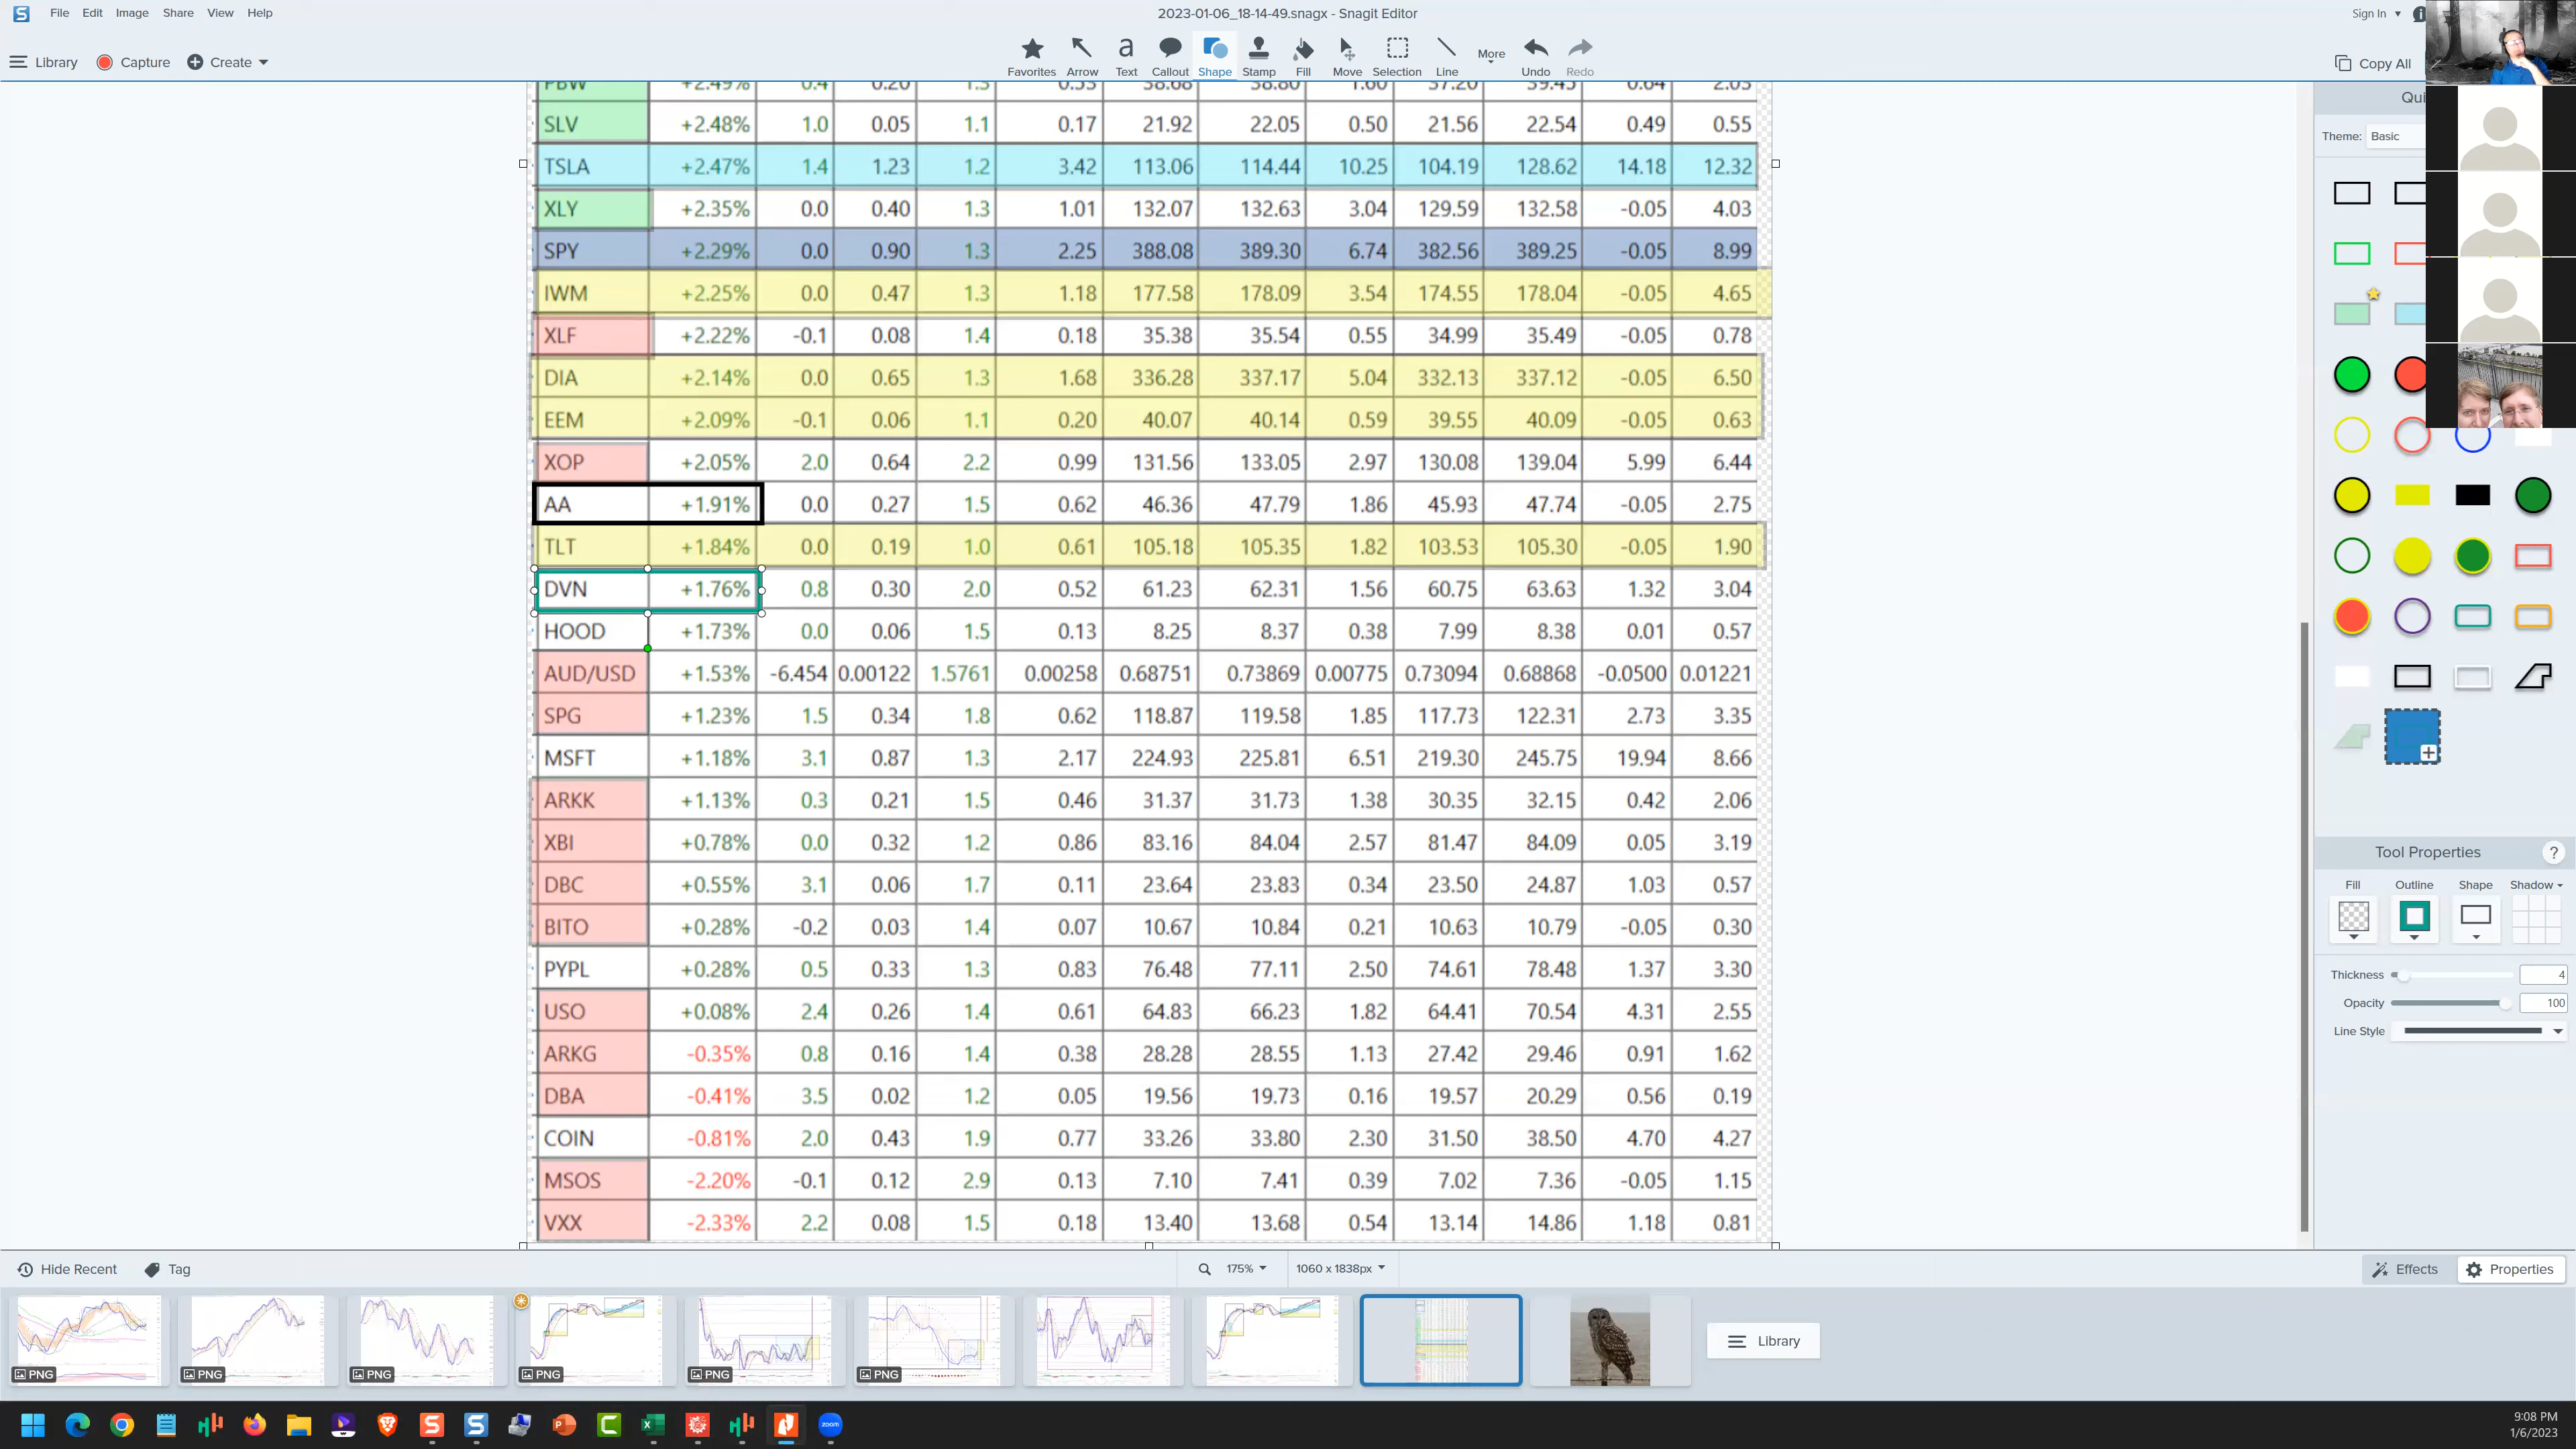 File Edit Image Share View Help
2023-01-06_18-14-49.snagx - Snagit Editor
Sign In
Library Capture Create
Favorites Arrow Text Callout Shape Stamp Fill Move Selection Line More Undo Redo
Copy All
Qui
Theme: Basic
PBW +2.49% 0.4 0.20 1.3 0.53 38.68 38.80 1.60 37.20 39.45 0.64 2.03
SLV +2.48% 1.0 0.05 1.1 0.17 21.92 22.05 0.50 21.56 22.54 0.49 0.55
TSLA +2.47% 1.4 1.23 1.2 3.42 113.06 114.44 10.25 104.19 128.62 14.18 12.32
XLY +2.35% 0.0 0.40 1.3 1.01 132.07 132.63 3.04 129.59 132.58 -0.05 4.03
SPY +2.29% 0.0 0.90 1.3 2.25 388.08 389.30 6.74 382.56 389.25 -0.05 8.99
IWM +2.25% 0.0 0.47 1.3 1.18 177.58 178.09 3.54 174.55 178.04 -0.05 4.65
XLF +2.22% -0.1 0.08 1.4 0.18 35.38 35.54 0.55 34.99 35.49 -0.05 0.78
DIA +2.14% 0.0 0.65 1.3 1.68 336.28 337.17 5.04 332.13 337.12 -0.05 6.50
EEM +2.09% -0.1 0.06 1.1 0.20 40.07 40.14 0.59 39.55 40.09 -0.05 0.63
XOP +2.05% 2.0 0.64 2.2 0.99 131.56 133.05 2.97 130.08 139.04 5.99 6.44
AA +1.91% 0.0 0.27 1.5 0.62 46.36 47.79 1.86 45.93 47.74 -0.05 2.75
TLT +1.84% 0.0 0.19 1.0 0.61 105.18 105.35 1.82 103.53 105.30 -0.05 1.90
DVN +1.76% 0.8 0.30 2.0 0.52 61.23 62.31 1.56 60.75 63.63 1.32 3.04
HOOD +1.73% 0.0 0.06 1.5 0.13 8.25 8.37 0.38 7.99 8.38 0.01 0.57
AUD/USD +1.53% -6.454 0.00122 1.5761 0.00258 0.68751 0.73869 0.00775 0.73094 0.68868 -0.0500 0.01221
SPG +1.23% 1.5 0.34 1.8 0.62 118.87 119.58 1.85 117.73 122.31 2.73 3.35
MSFT +1.18% 3.1 0.87 1.3 2.17 224.93 225.81 6.51 219.30 245.75 19.94 8.66
ARKK +1.13% 0.3 0.21 1.5 0.46 31.37 31.73 1.38 30.35 32.15 0.42 2.06
XBI +0.78% 0.0 0.32 1.2 0.86 83.16 84.04 2.57 81.47 84.09 0.05 3.19
DBC +0.55% 3.1 0.06 1.7 0.11 23.64 23.83 0.34 23.50 24.87 1.03 0.57
BITO +0.28% -0.2 0.03 1.4 0.07 10.67 10.84 0.21 10.63 10.79 -0.05 0.30
PYPL +0.28% 0.5 0.33 1.3 0.83 76.48 77.11 2.50 74.61 78.48 1.37 3.30
USO +0.08% 2.4 0.26 1.4 0.61 64.83 66.23 1.82 64.41 70.54 4.31 2.55
ARKG -0.35% 0.8 0.16 1.4 0.38 28.28 28.55 1.13 27.42 29.46 0.91 1.62
DBA -0.41% 3.5 0.02 1.2 0.05 19.56 19.73 0.16 19.57 20.29 0.56 0.19
COIN -0.81% 2.0 0.43 1.9 0.77 33.26 33.80 2.30 31.50 38.50 4.70 4.27
MSOS -2.20% -0.1 0.12 2.9 0.13 7.10 7.41 0.39 7.02 7.36 -0.05 1.15
VXX -2.33% 2.2 0.08 1.5 0.18 13.40 13.68 0.54 13.14 14.86 1.18 0.81
Tool Properties ?
Fill Outline Shape Shadow
Thickness 4
Opacity 100
Line Style
Hide Recent Tag
175% 1060 x 1838px
Effects Properties
PNG PNG PNG PNG PNG PNG
Library
zoom
9:08 PM
1/6/2023